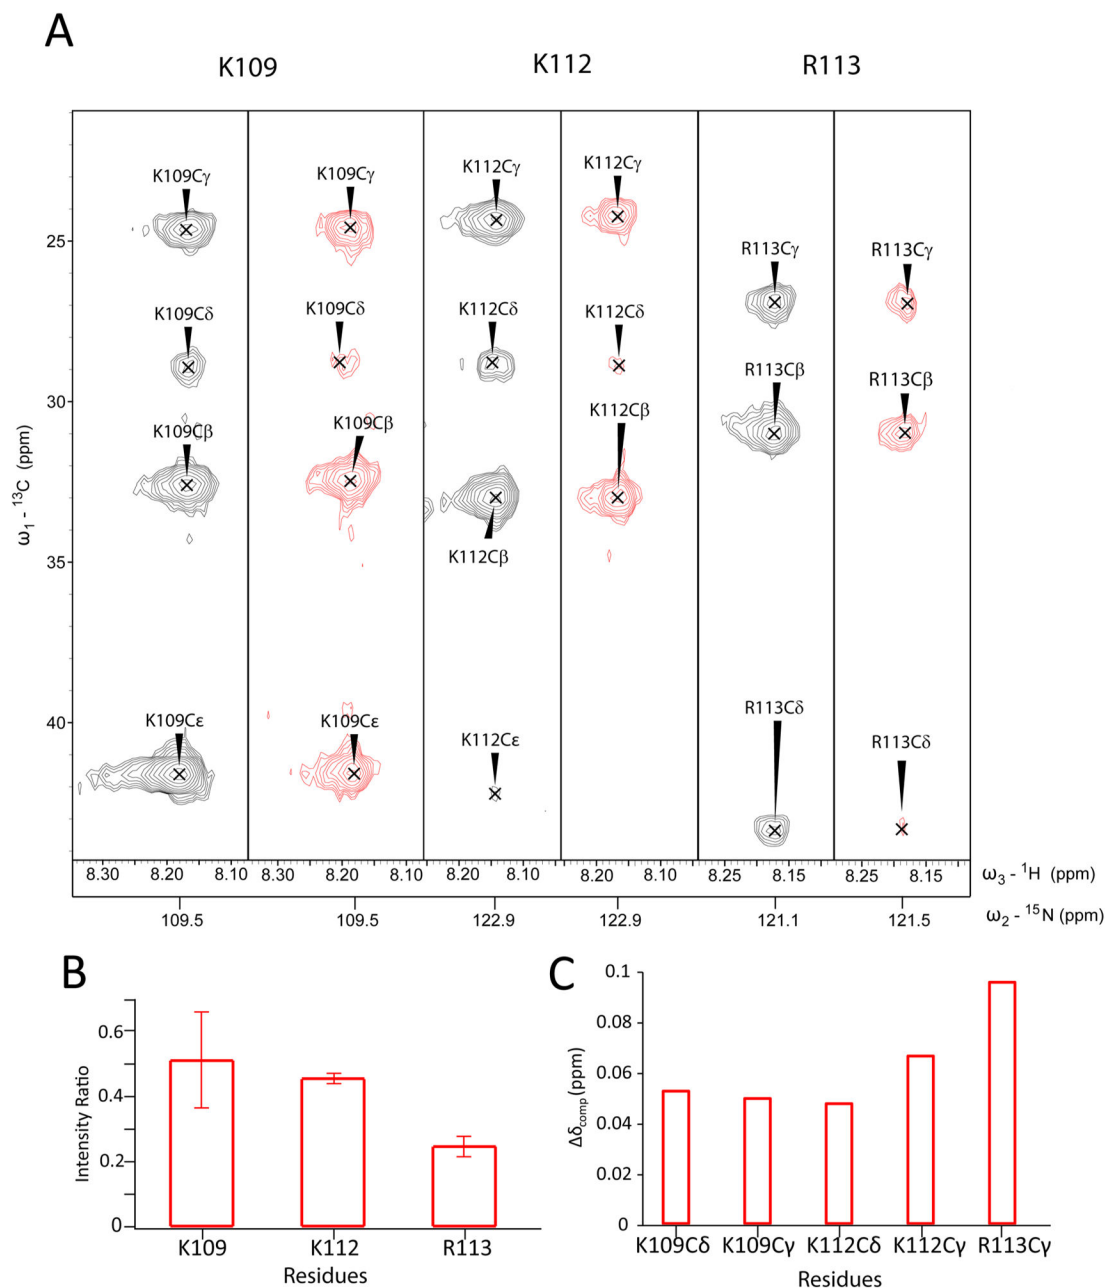 A
K109 K112 R113
K109Cγ K109Cγ K112Cγ K112Cγ
R113Cγ R113Cγ
K109Cδ K109Cδ K112Cδ K112Cδ
R113Cβ R113Cβ
K109Cβ K109Cβ K112Cβ
K112Cβ
R113Cδ
K109Cε K109Cε K112Cε R113Cδ
25
30
35
40
ω1 - 13C (ppm)
8.30 8.20 8.10 8.30 8.20 8.10 8.20 8.10 8.20 8.10 8.25 8.15 8.25 8.15 ω3 - 1H (ppm)
109.5 109.5 122.9 122.9 121.1 121.5 ω2 - 15N (ppm)
B
Intensity Ratio
0.6
0.4
0.2
0
K109 K112 R113
Residues
C
Δδcomp (ppm)
0.1
0.08
0.06
0.04
0.02
0
K109Cδ K109Cγ K112Cδ K112Cγ R113Cγ
Residues